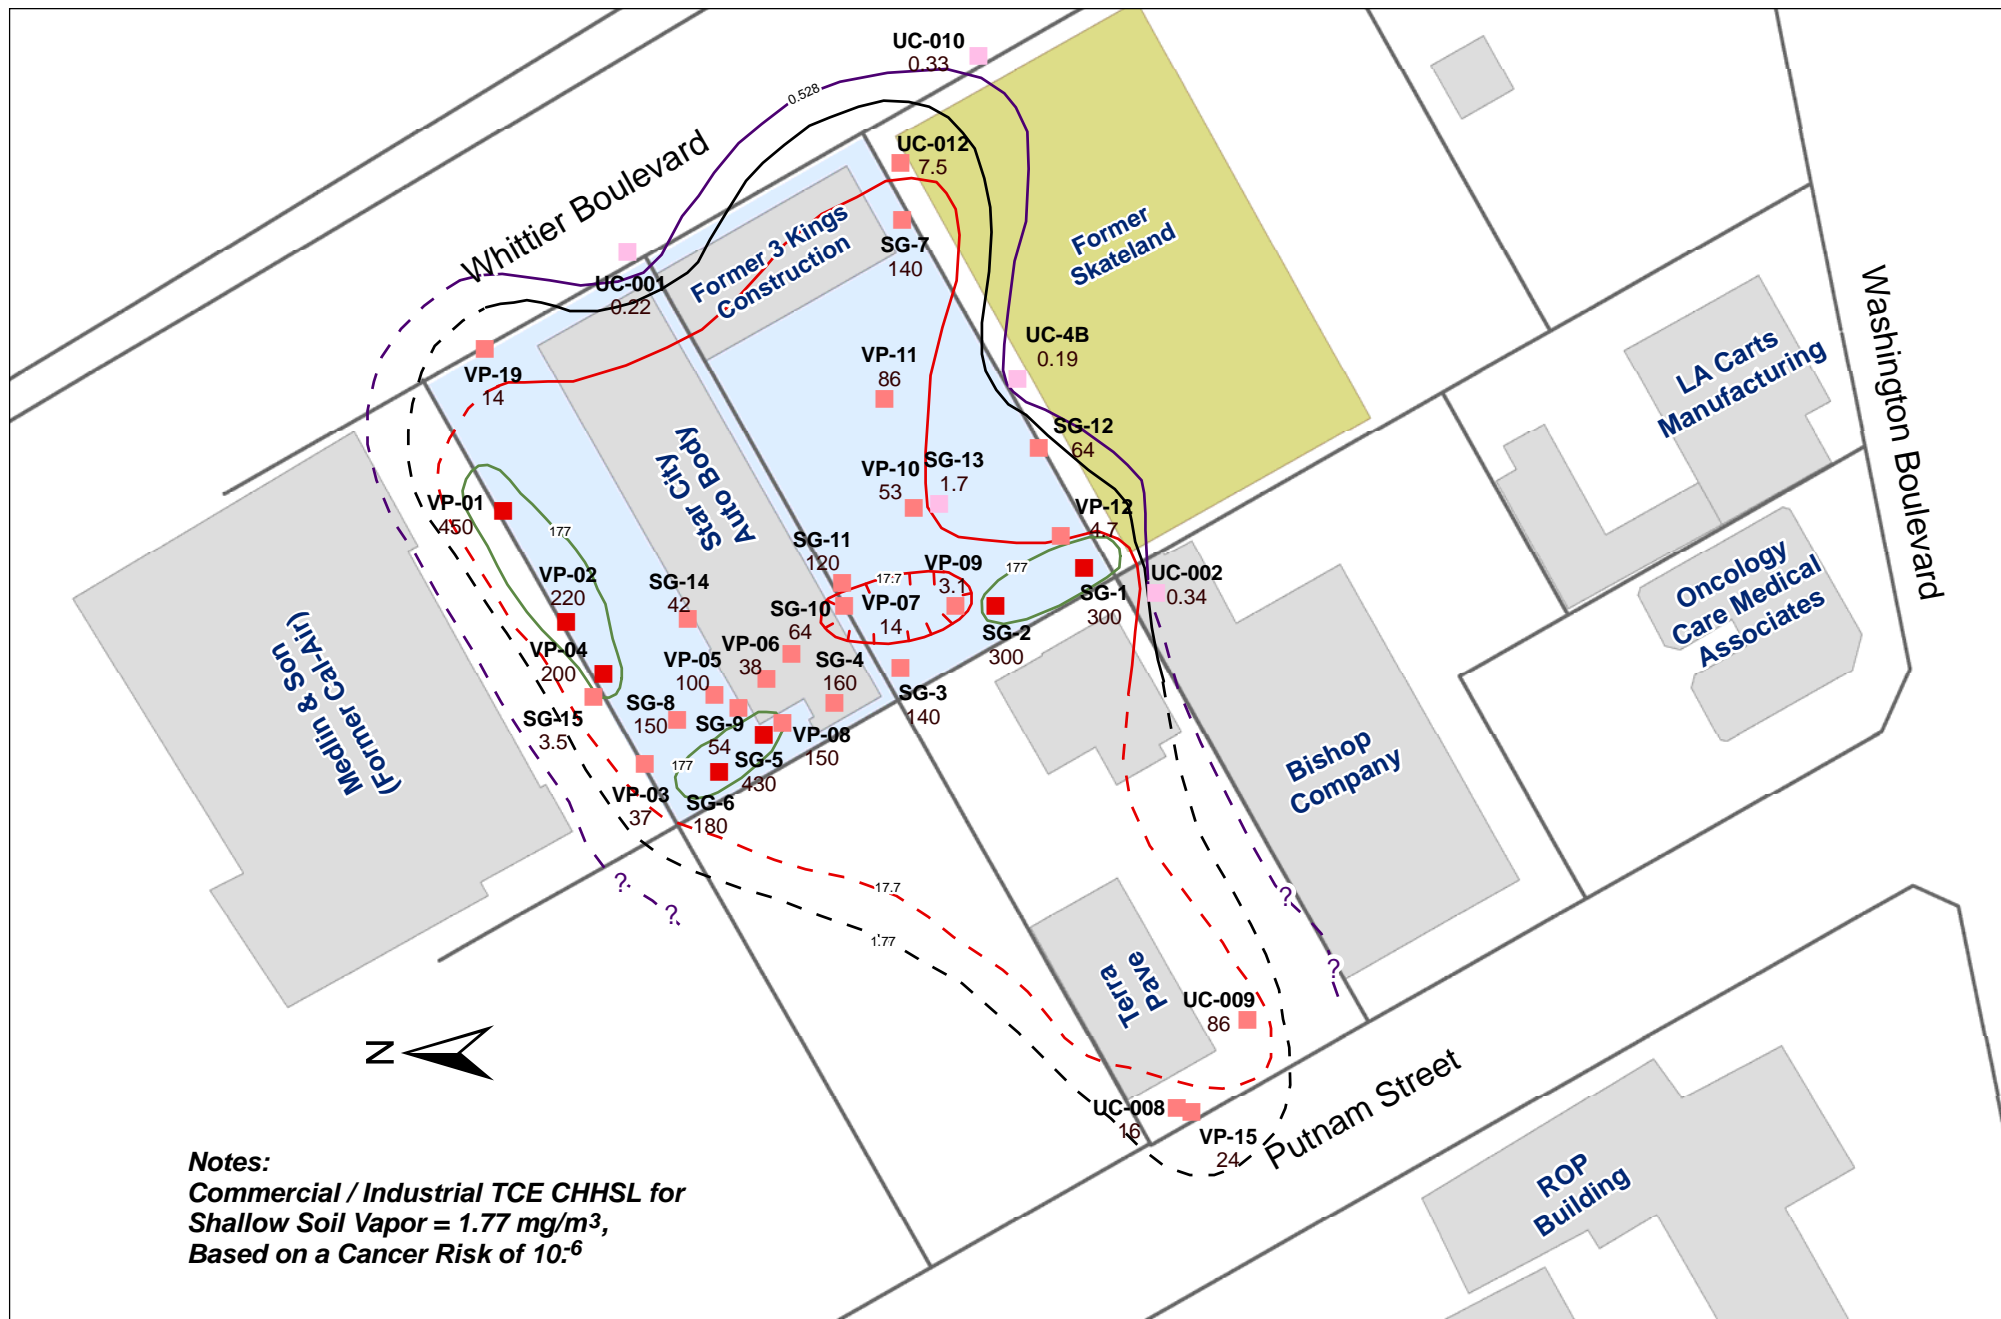 UC-010
0.33
0.528
UC-012
7.5
Whittier Boulevard
Former 3 Kings
Construction
Former
Skateland
SG-7
140
UC-001
0.22
UC-4B
0.19
VP-11
86
VP-19
14
LA Carts
Manufacturing
Washington Boulevard
SG-12
64
Star City
Auto Body
VP-10
53
SG-13
1.7
VP-01
450
177
VP-12
4.7
SG-11
120
17.7
VP-09
3.1
177
VP-02
220
SG-14
42
SG-10
64
VP-07
14
SG-1
300
UC-002
0.34
Oncology
Care Medical
Associates
SG-2
300
VP-04
200
VP-05
100
VP-06
38
SG-4
160
SG-3
140
Medlin & Son
(Former Cal-Air)
SG-15
3.5
SG-8
150
SG-9
54
VP-08
150
177
SG-5
430
VP-03
37
SG-6
180
Bishop
Company
?
?
17.7
1.77
?
?
Terra
Pave
UC-009
86
N
UC-008
16
VP-15
24
Putnam Street
ROP
Building
Notes:
Commercial / Industrial TCE CHHSL for
Shallow Soil Vapor = 1.77 mg/m³,
Based on a Cancer Risk of 10⁻⁶